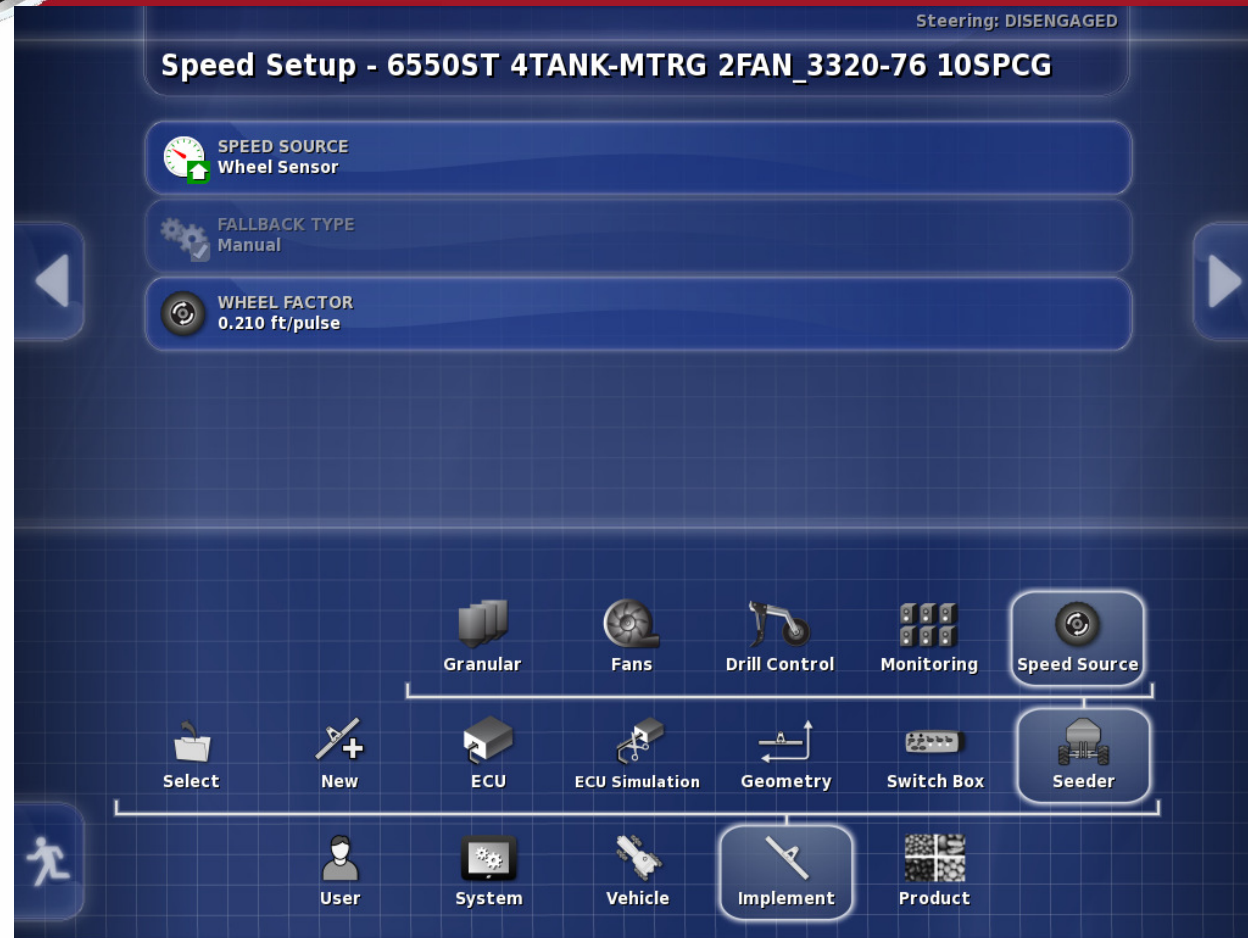 Steering: DISENGAGED
Speed Setup - 6550ST 4TANK-MTRG 2FAN_3320-76 10SPCG
SPEED SOURCE
Wheel Sensor
FALLBACK TYPE
Manual
WHEEL FACTOR
0.210 ft/pulse
Granular Fans Drill Control Monitoring Speed Source
Select New ECU ECU Simulation Geometry Switch Box Seeder
User System Vehicle Implement Product